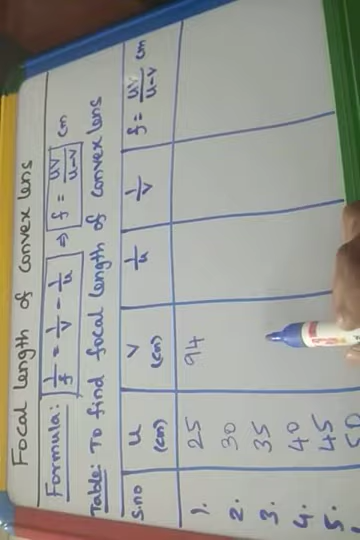 Focal length of convex lens
Formula: 1/f = 1/v - 1/u ⇒ f = uv/u-v cm
Table: To find focal length of convex lens
S.no u (cm) v (cm) 1/u 1/v f = uv/u-v cm
1. 25 94
2. 30
3. 35
4. 40
5. 45
50